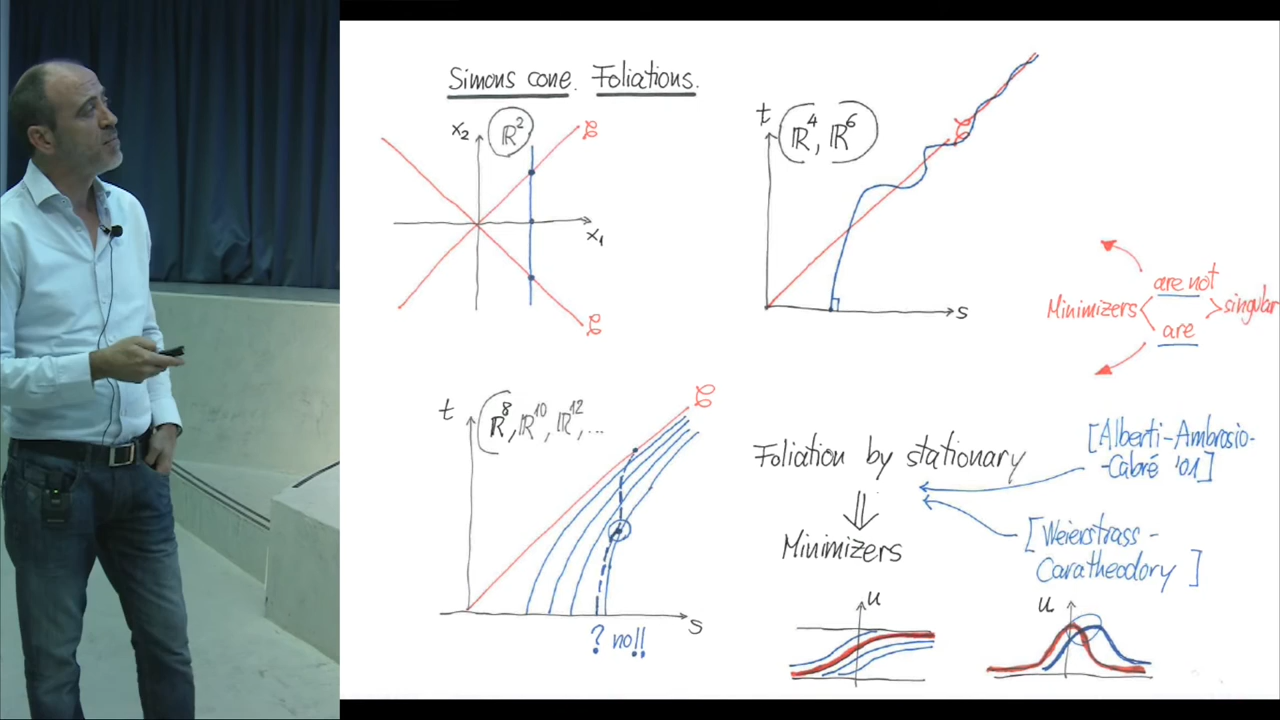 Simons cone. Foliations.
x₂
ℝ²
ℒ
x₁
ℒ
t
(ℝ⁴, ℝ⁶)
ℒ
s
Minimizers < are not > singular
are
t
(ℝ⁸, ℝ¹⁰, ℝ¹², ...
ℒ
s
? no!!
Foliation by stationary
⇓
Minimizers
[Alberti-Ambrosio-
-Cabré '01]
[Weierstrass -
Caratheodory]
u
u